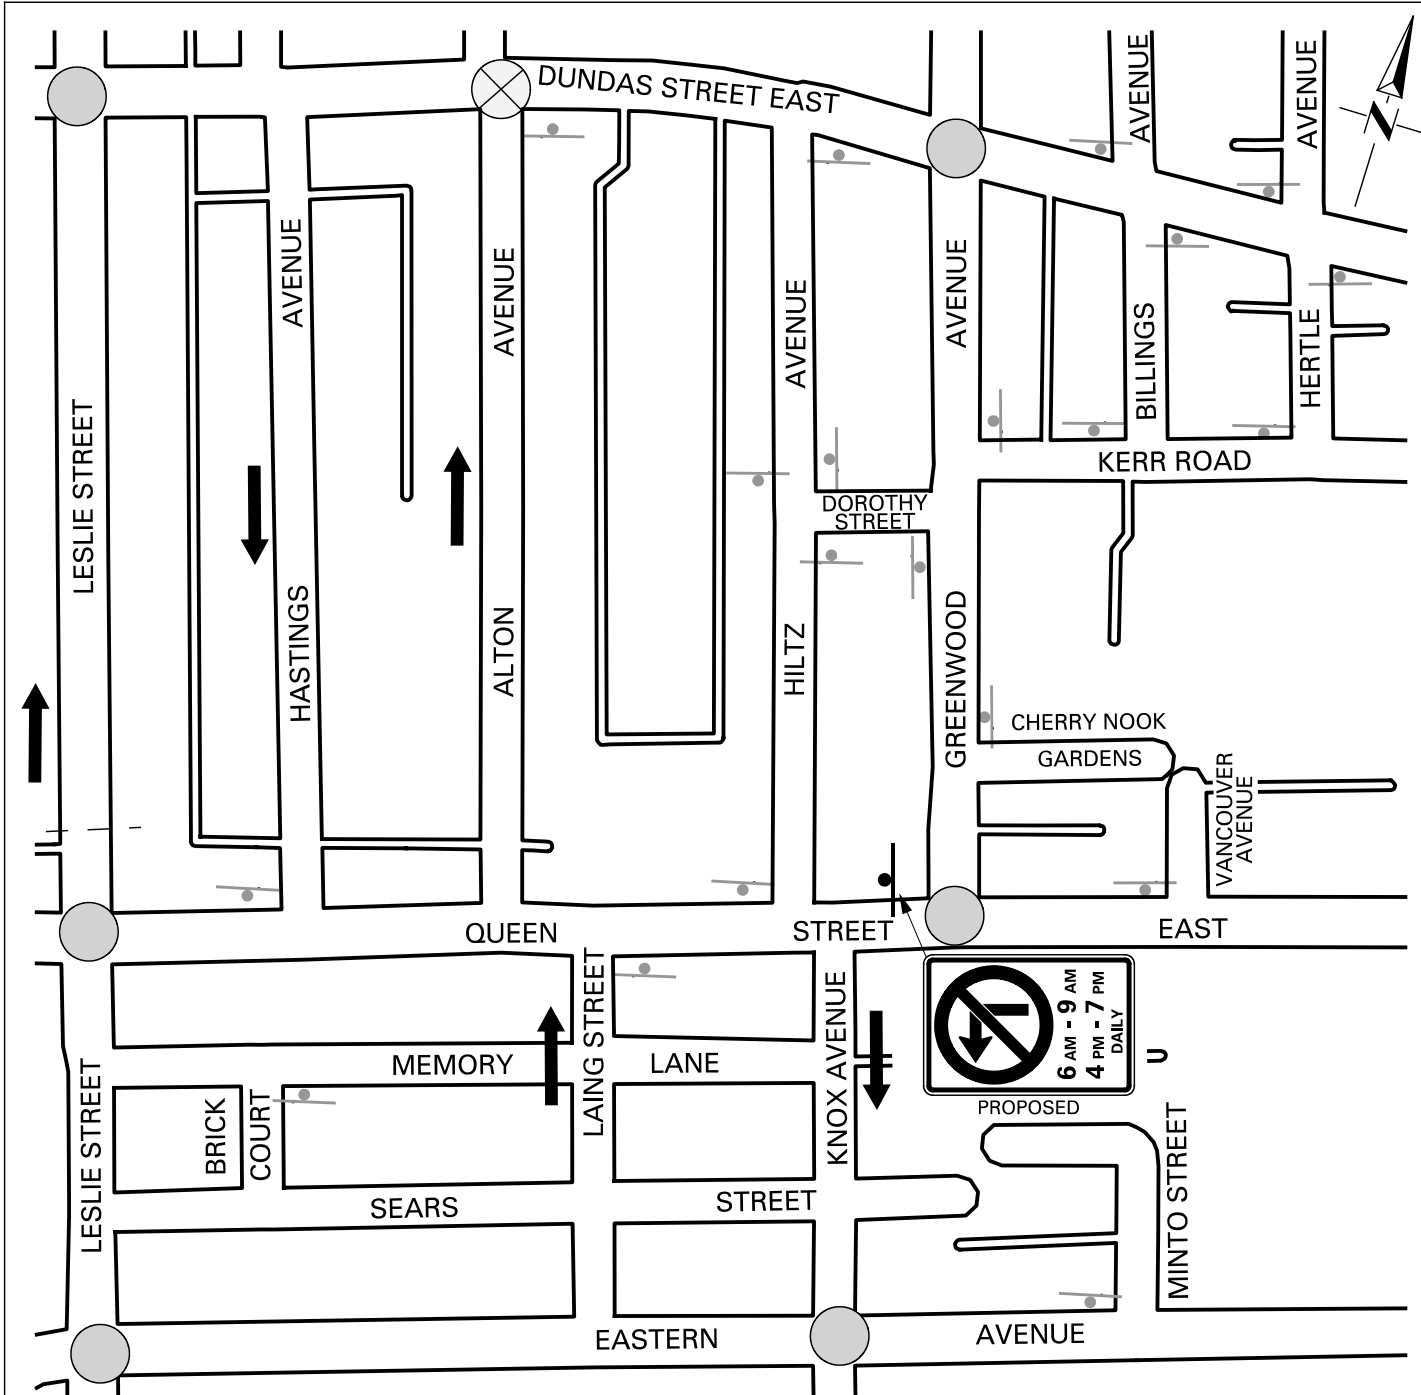 DUNDAS STREET EAST
AVENUE
AVENUE
N
AVENUE
AVENUE
AVENUE
AVENUE
BILLINGS
HERTLE
LESLIE STREET
KERR ROAD
DOROTHY
STREET
HASTINGS
ALTON
HILTZ
GREENWOOD
CHERRY NOOK
GARDENS
VANCOUVER
AVENUE
QUEEN
STREET
EAST
LAING STREET
KNOX AVENUE
6 AM - 9 AM
4 PM - 7 PM
DAILY
PROPOSED
MEMORY
LANE
BRICK
COURT
LESLIE STREET
SEARS
STREET
MINTO STREET
EASTERN
AVENUE